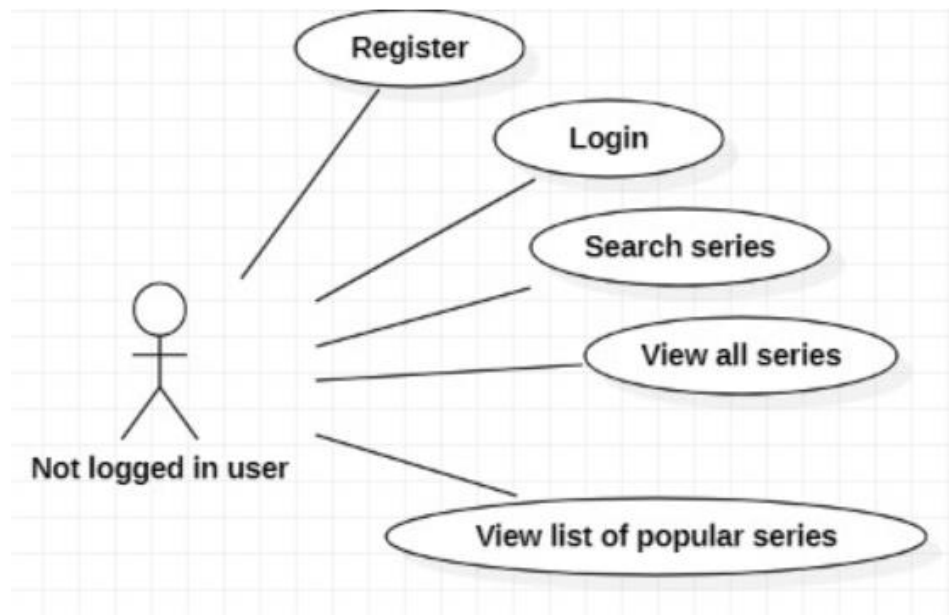 Register
Login
Search series
View all series
Not logged in user
View list of popular series